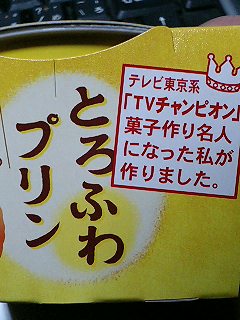 とろふわ
プリン
テレビ東京系
「TVチャンピオン」
菓子作り名人
になった私が
作りました。